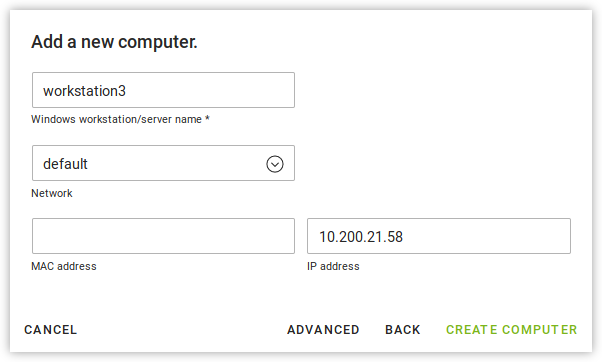 Add a new computer.
workstation3
Windows workstation/server name *
default
Network
10.200.21.58
MAC address IP address
CANCEL ADVANCED BACK CREATE COMPUTER